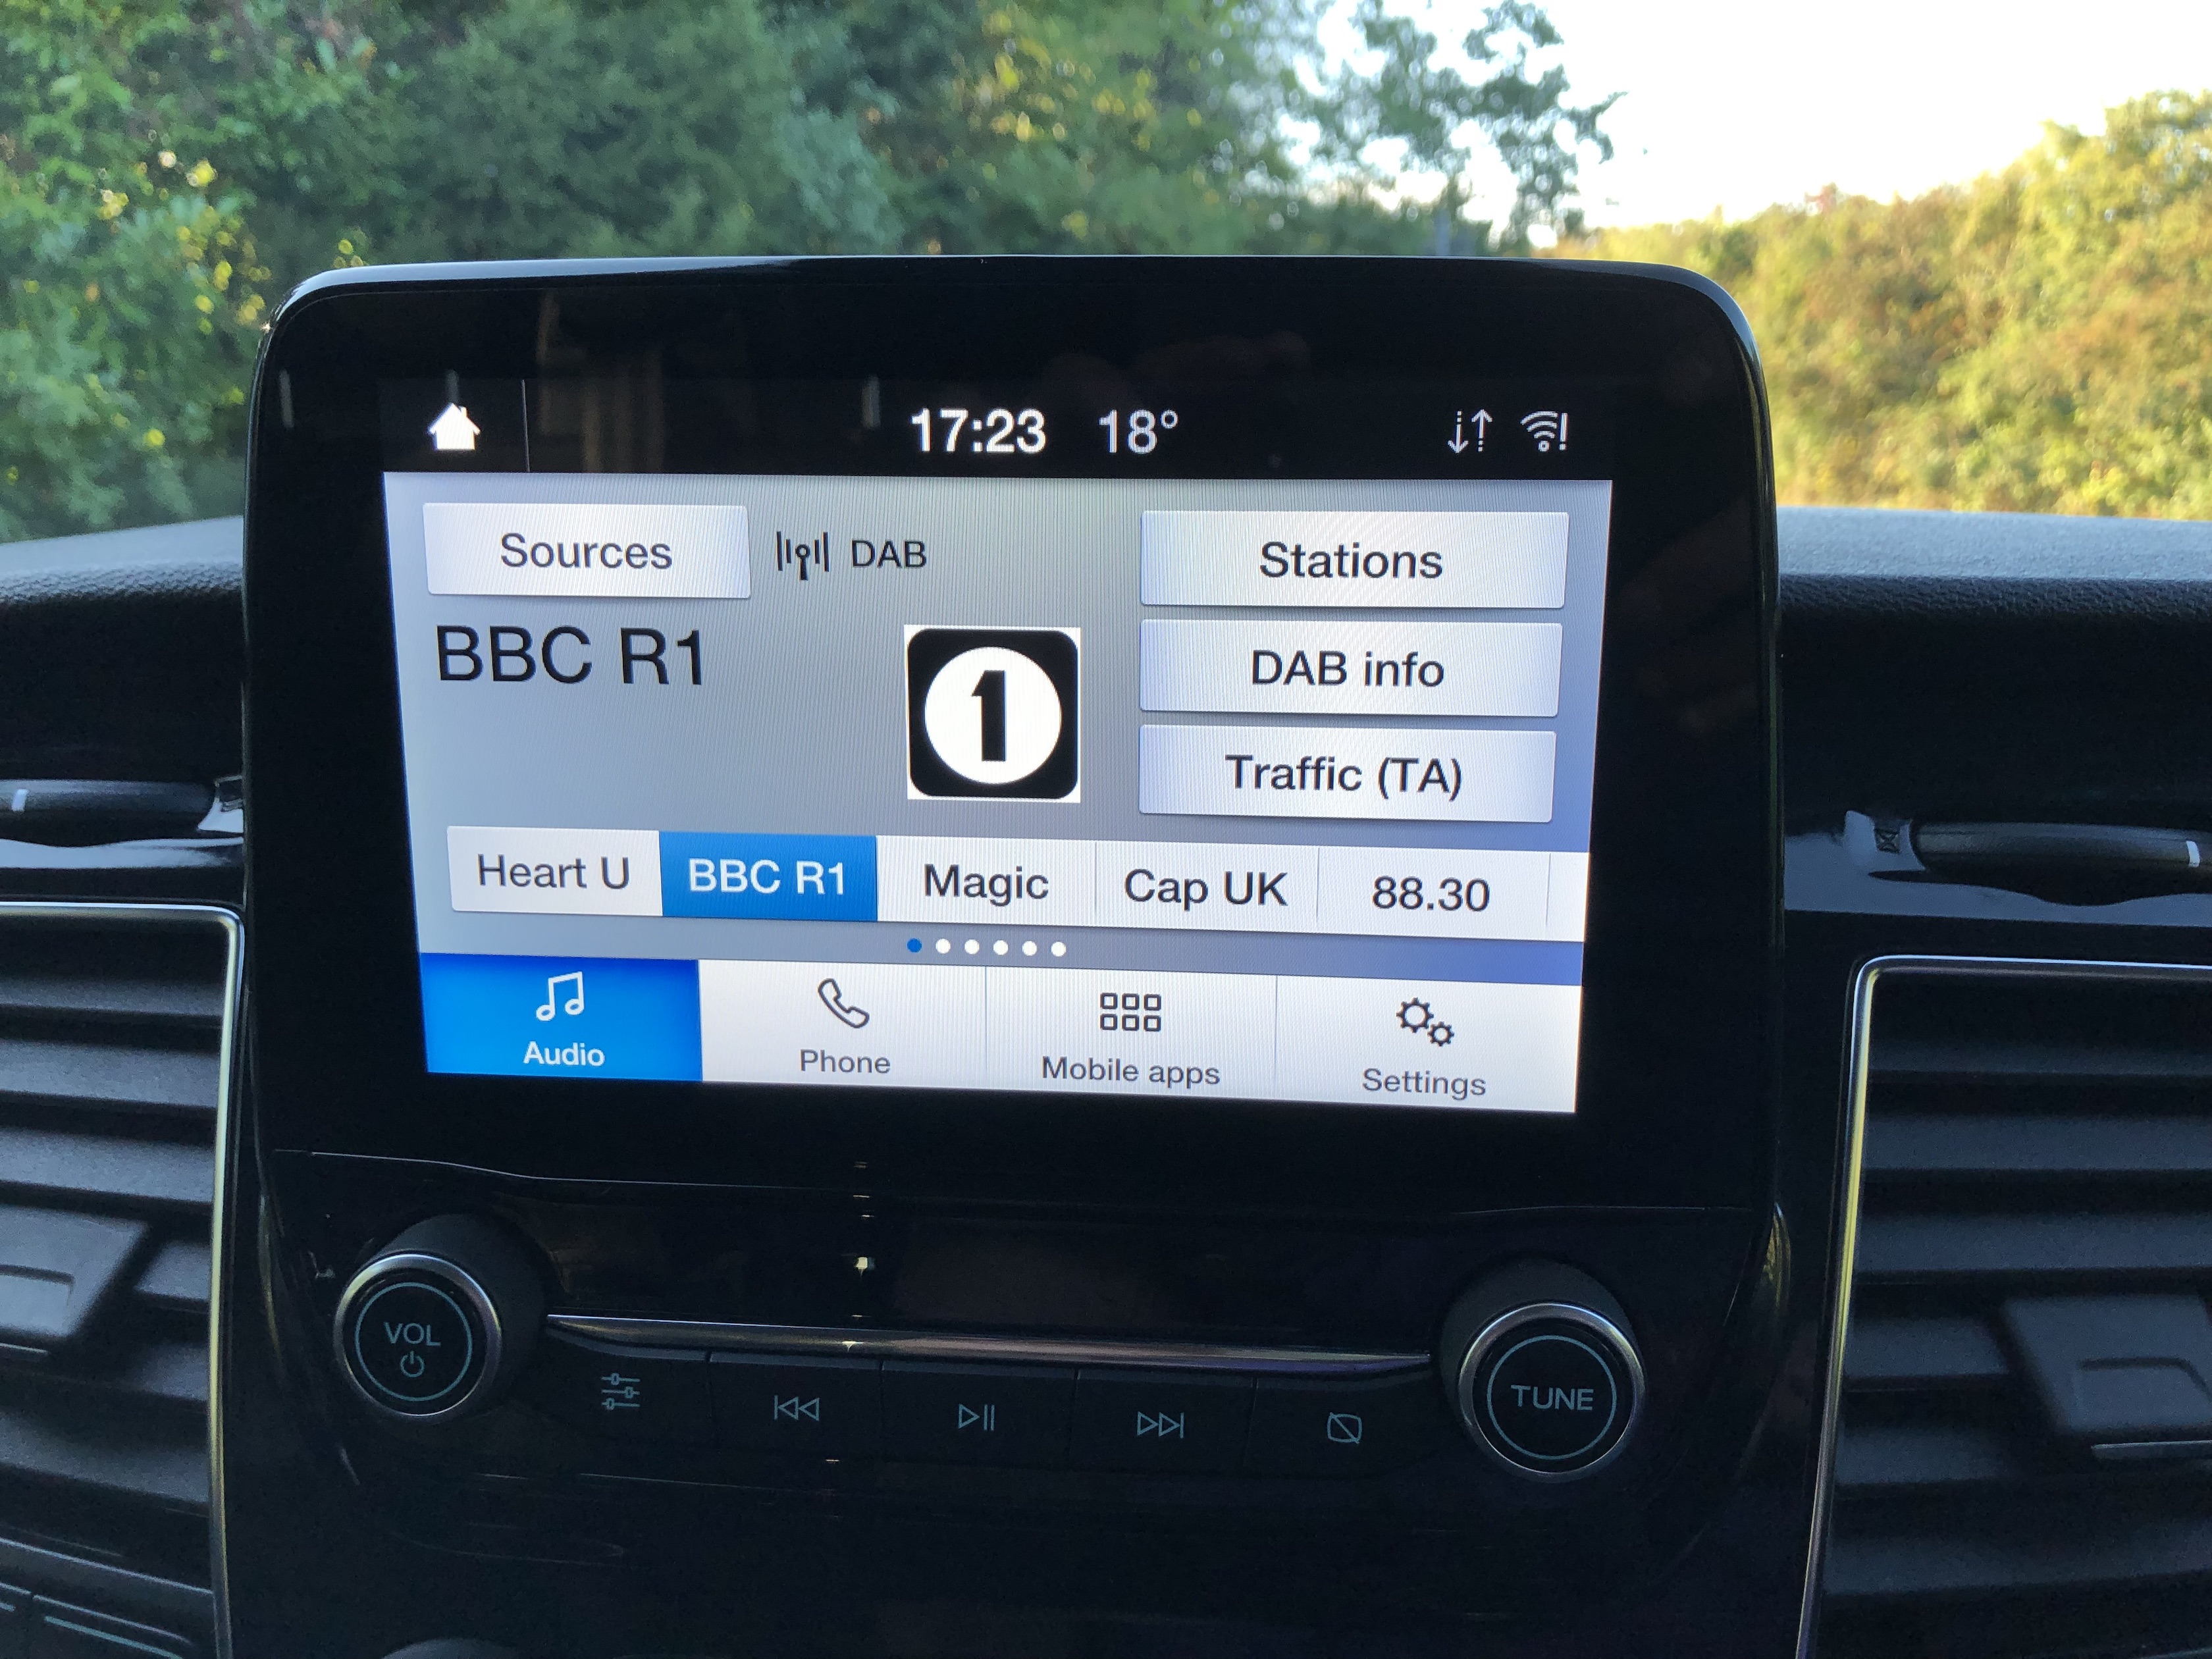 17:23 18°
Sources DAB Stations
BBC R1
1
DAB info
Traffic (TA)
Heart U BBC R1 Magic Cap UK 88.30
Audio Phone Mobile apps Settings
VOL
TUNE